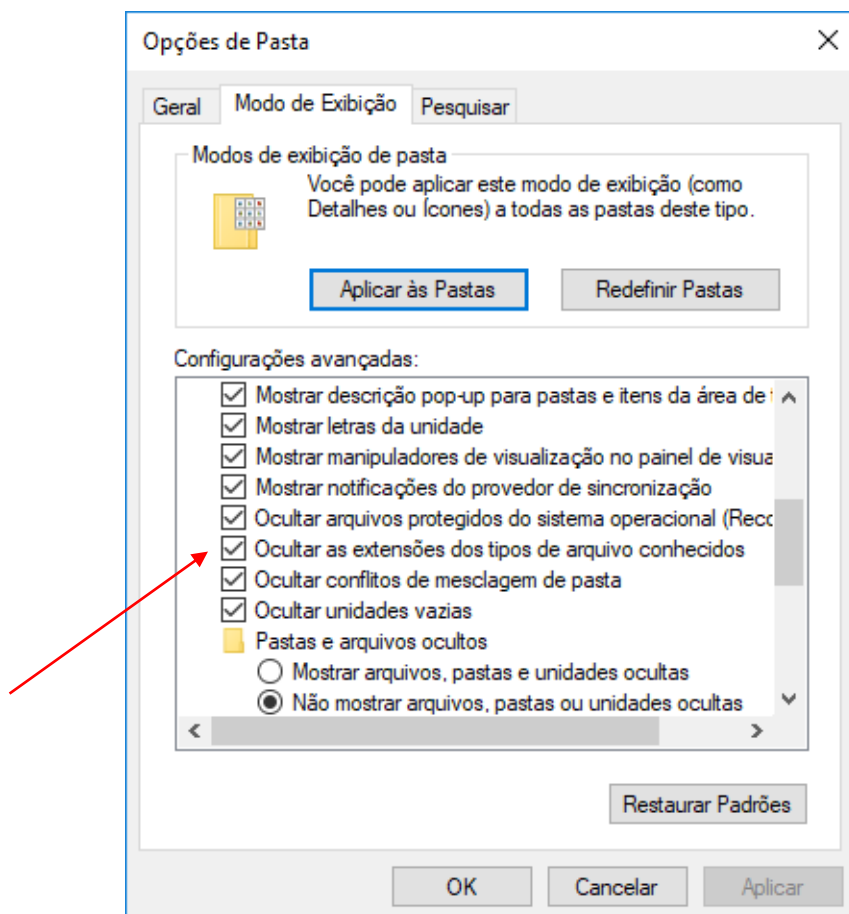 Opções de Pasta
Geral
Modo de Exibição
Pesquisar
Modos de exibição de pasta
Você pode aplicar este modo de exibição (como
Detalhes ou Ícones) a todas as pastas deste tipo.
Aplicar às Pastas
Redefinir Pastas
Configurações avançadas:
Mostrar descrição pop-up para pastas e itens da área de
Mostrar letras da unidade
Mostrar manipuladores de visualização no painel de visua
Mostrar notificações do provedor de sincronização
Ocultar arquivos protegidos do sistema operacional (Recc
Ocultar as extensões dos tipos de arquivo conhecidos
Ocultar conflitos de mesclagem de pasta
Ocultar unidades vazias
Pastas e arquivos ocultos
Mostrar arquivos, pastas e unidades ocultas
Não mostrar arquivos, pastas ou unidades ocultas
Restaurar Padrões
OK
Cancelar
Aplicar